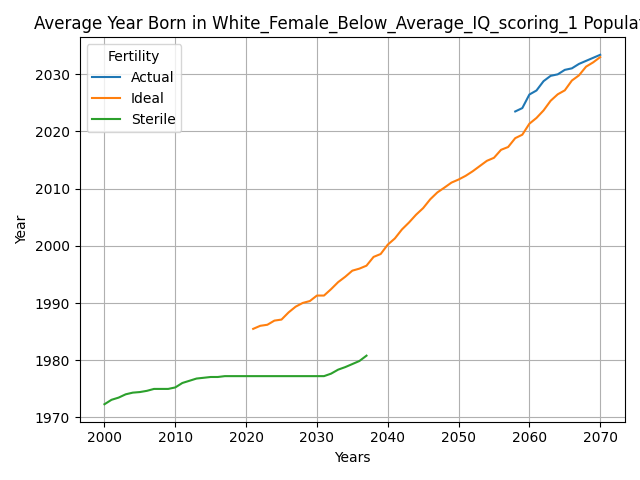 Average Year Born in White_Female_Below_Average_IQ_scoring_1 Populat
Fertility
Actual
Ideal
Sterile
Year
2030
2020
2010
2000
1990
1980
1970
2000 2010 2020 2030 2040 2050 2060 2070
Years